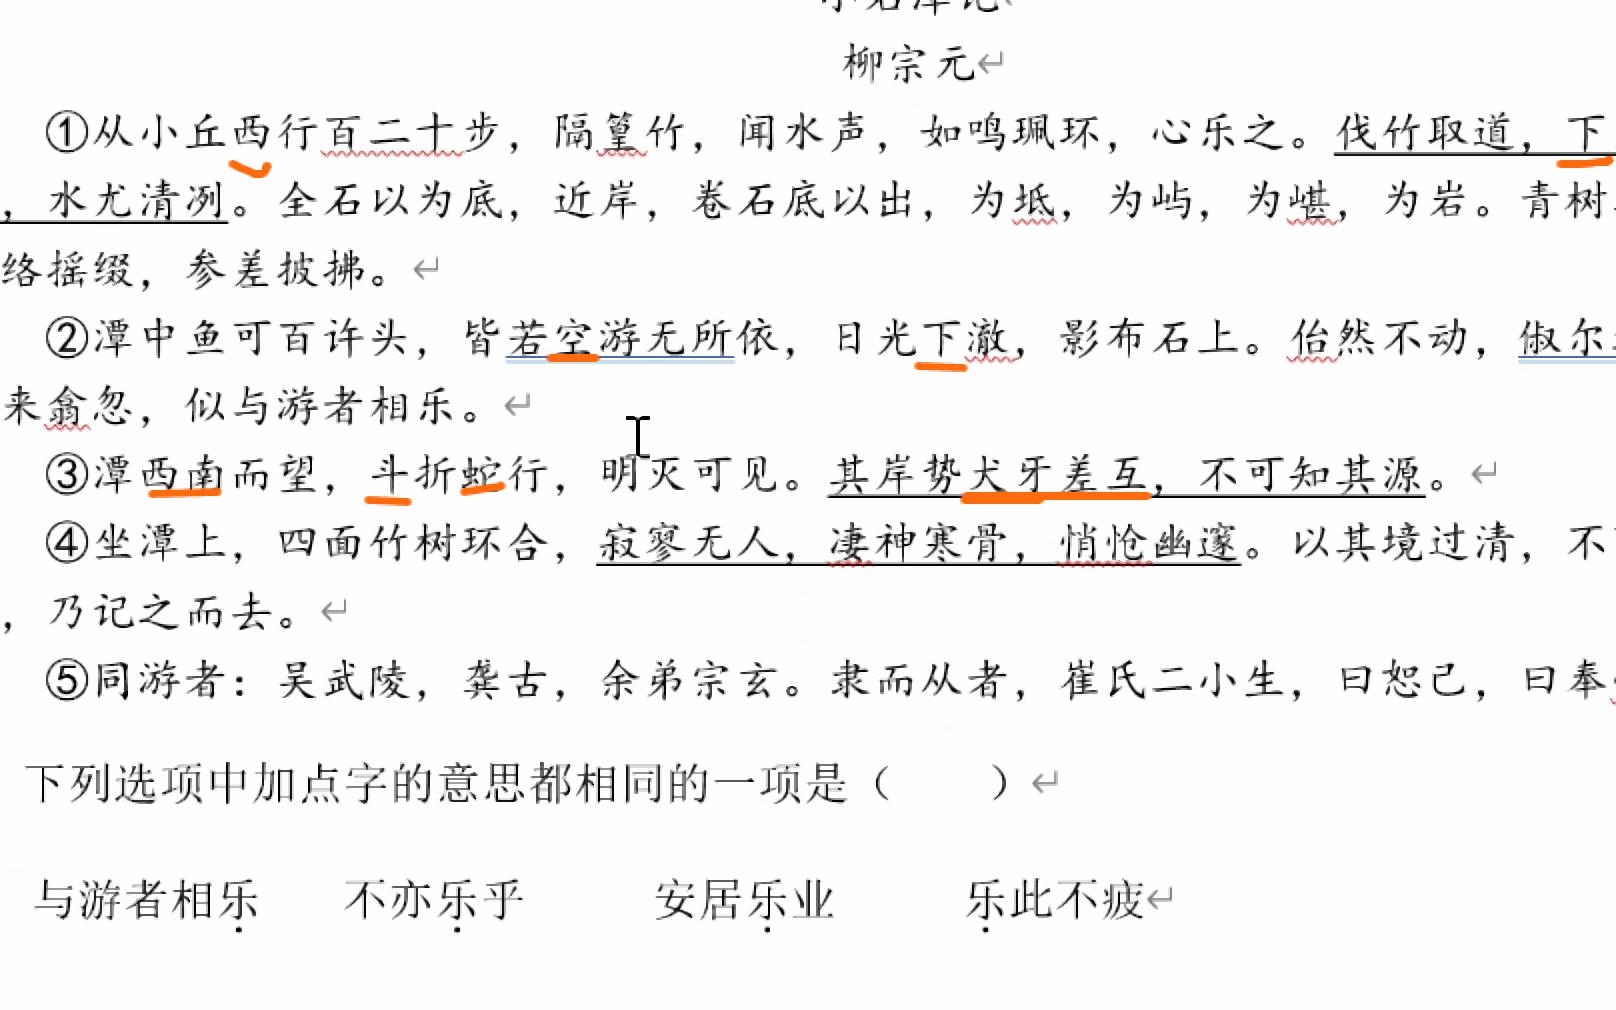 柳宗元
①从小丘西行百二十步，隔篁竹，闻水声，如鸣珮环，心乐之。伐竹取道，下
，水尤清冽。全石以为底，近岸，卷石底以出，为坻，为屿，为嵁，为岩。青树
络摇缀，参差披拂。
②潭中鱼可百许头，皆若空游无所依，日光下澈，影布石上。佁然不动，俶尔
来翕忽，似与游者相乐。
③潭西南而望，斗折蛇行，明灭可见。其岸势犬牙差互，不可知其源。
④坐潭上，四面竹树环合，寂寥无人，凄神寒骨，悄怆幽邃。以其境过清，不
，乃记之而去。
⑤同游者：吴武陵，龚古，余弟宗玄。隶而从者，崔氏二小生，曰恕己，曰奉
下列选项中加点字的意思都相同的一项是（　　）
与游者相乐　不亦乐乎　安居乐业　乐此不疲